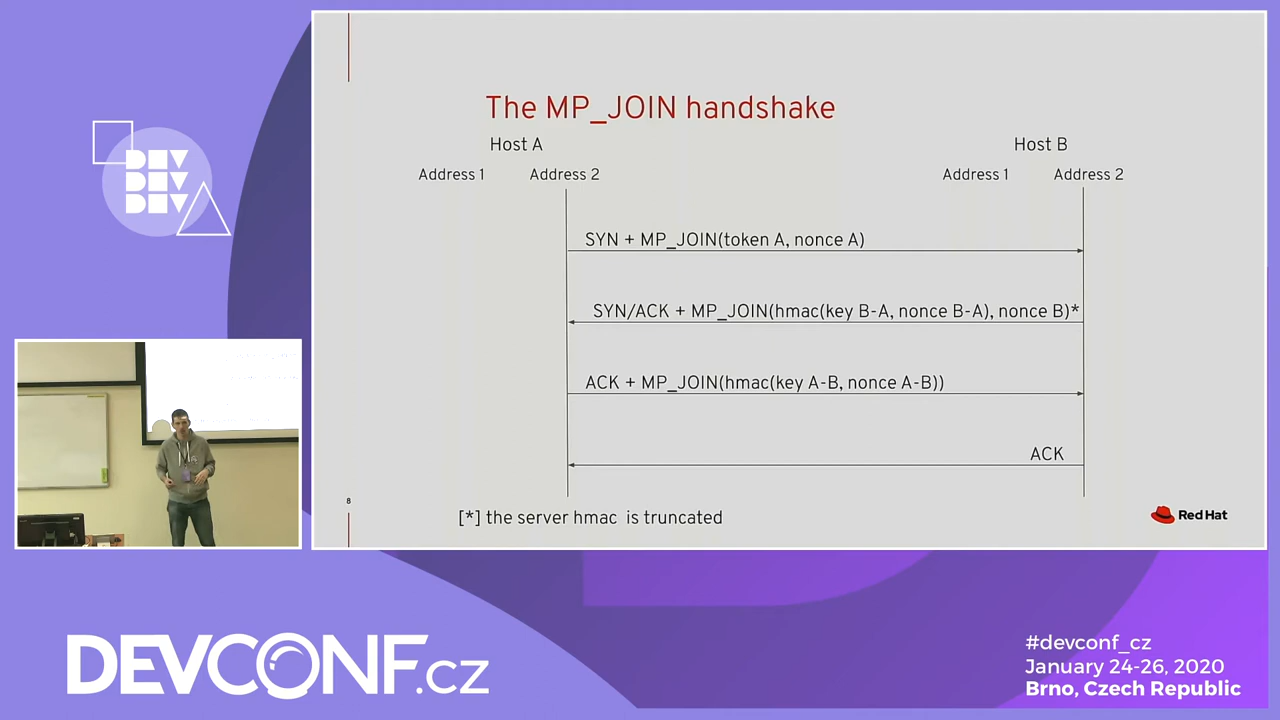 DEV
DEV
DEV
The MP_JOIN handshake
Host A
Host B
Address 1
Address 2
Address 1
Address 2
SYN + MP_JOIN(token A, nonce A)
SYN/ACK + MP_JOIN(hmac(key B-A, nonce B-A), nonce B)*
ACK + MP_JOIN(hmac(key A-B, nonce A-B))
ACK
8
[*] the server hmac is truncated
Red Hat
DEVCONF.cz
#devconf_cz
January 24-26, 2020
Brno, Czech Republic